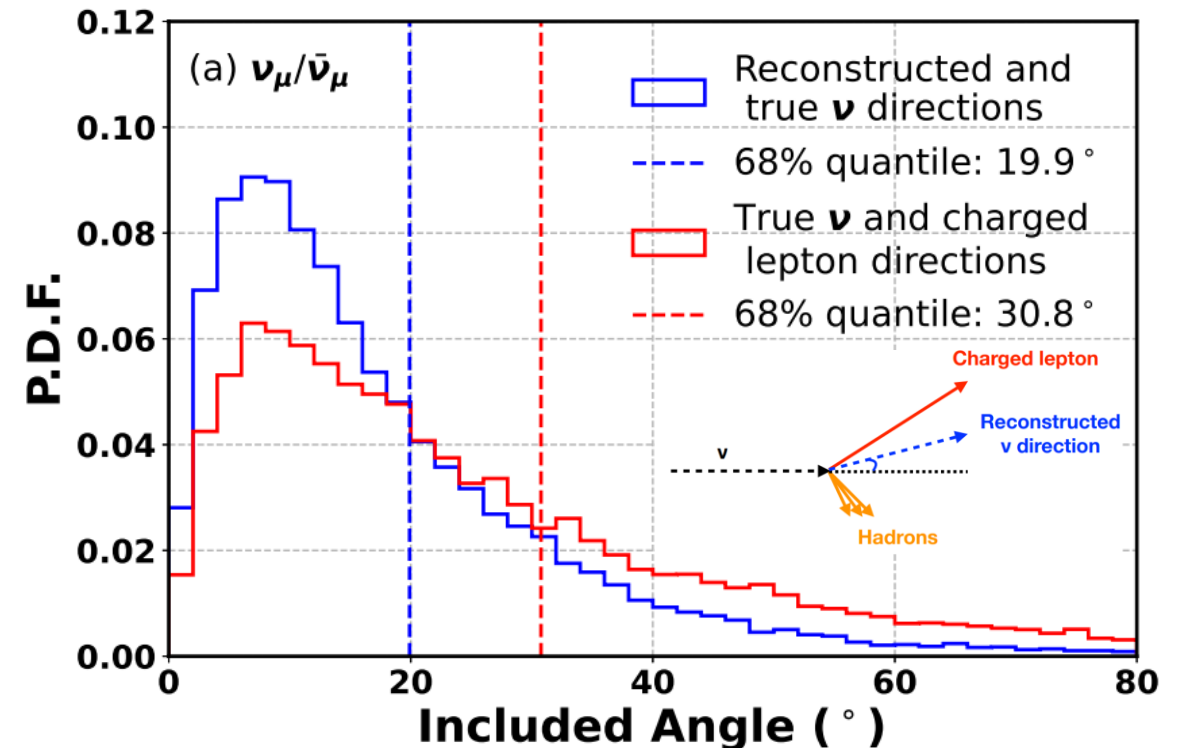 0.12
0.10
0.08
0.06
0.04
0.02
0.00
P.D.F.
(a) ν_μ/ν̄_μ
Reconstructed and
true ν directions
68% quantile: 19.9°
True ν and charged
lepton directions
68% quantile: 30.8°
Charged lepton
Reconstructed
ν direction
ν
Hadrons
0 20 40 60 80
Included Angle (°)